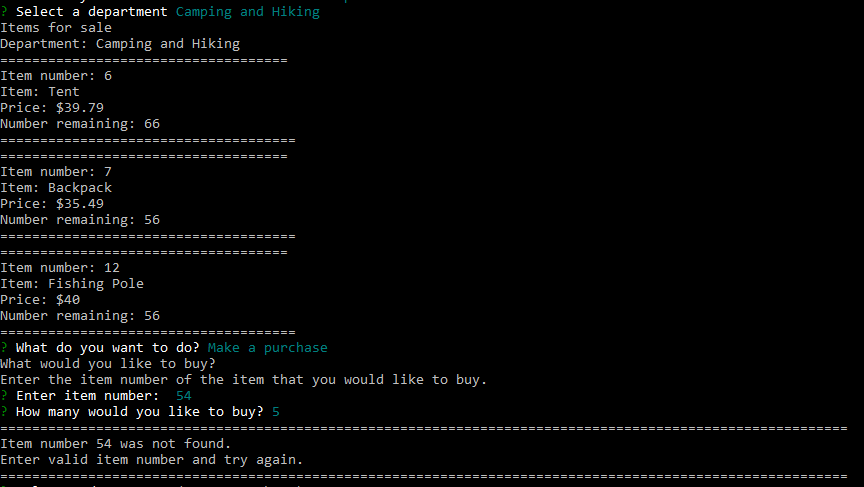 ? Select a department Camping and Hiking
Items for sale
Department: Camping and Hiking
====================================
Item number: 6
Item: Tent
Price: $39.79
Number remaining: 66
=====================================
====================================
Item number: 7
Item: Backpack
Price: $35.49
Number remaining: 56
=====================================
====================================
Item number: 12
Item: Fishing Pole
Price: $40
Number remaining: 56
=====================================
? What do you want to do? Make a purchase
What would you like to buy?
Enter the item number of the item that you would like to buy.
? Enter item number:  54
? How many would you like to buy? 5
==========================================================================================================
Item number 54 was not found.
Enter valid item number and try again.
==========================================================================================================